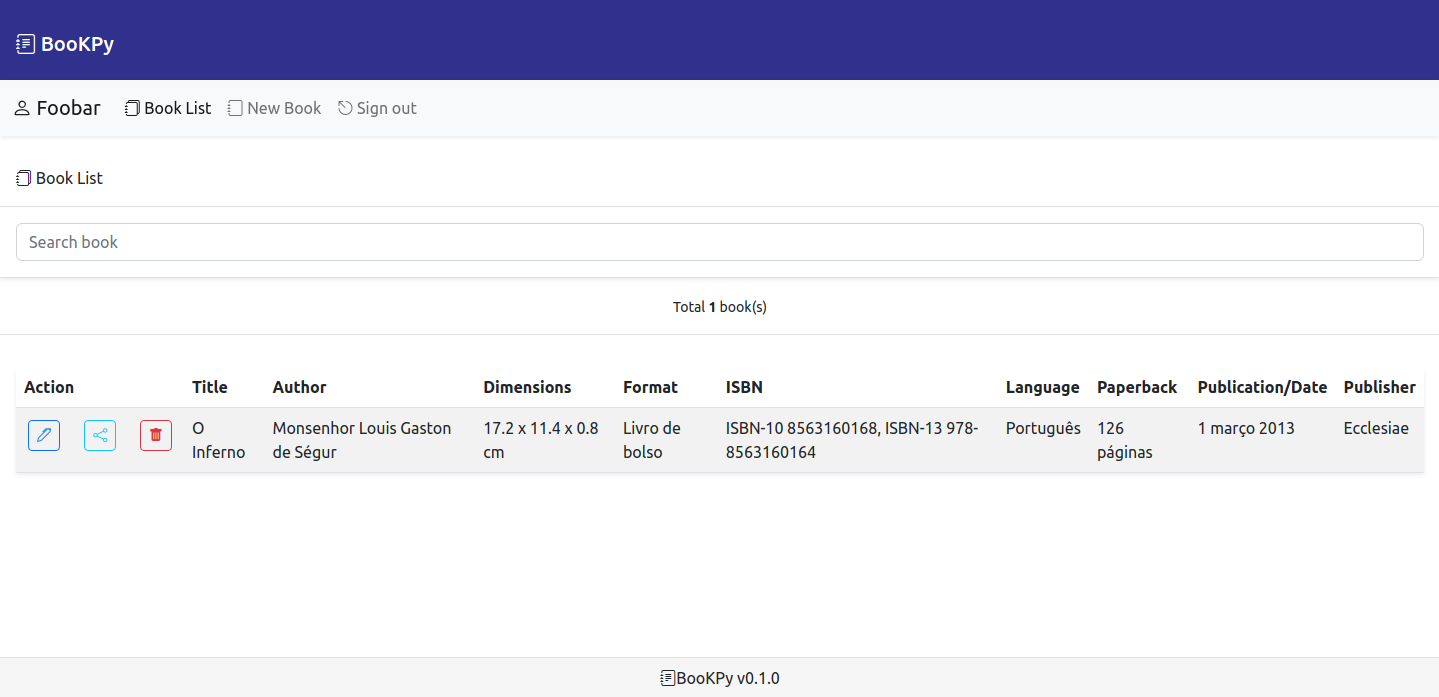 BooKPy
Foobar Book List New Book Sign out
Book List
Search book
Total 1 book(s)
Action Title Author Dimensions Format ISBN Language Paperback Publication/Date Publisher
O Monsenhor Louis Gaston 17.2 x 11.4 x 0.8 Livro de ISBN-10 8563160168, ISBN-13 978- Português 126 1 março 2013 Ecclesiae
Inferno de Ségur cm bolso 8563160164 páginas
BooKPy v0.1.0